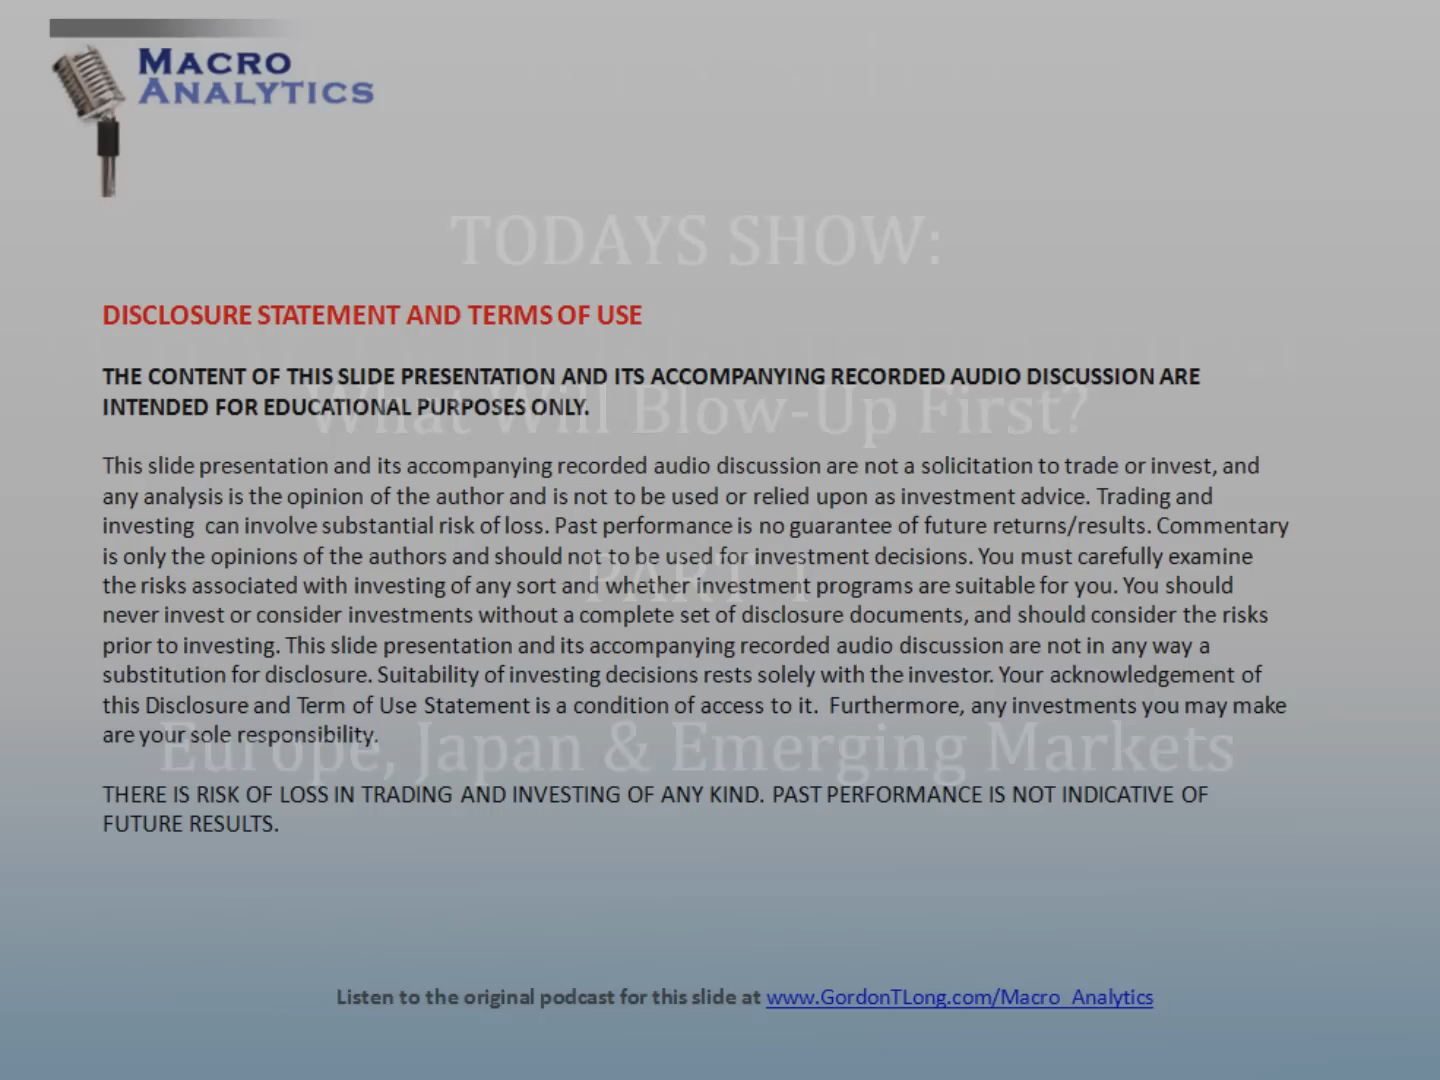 MACRO
ANALYTICS
TODAYS SHOW:
DISCLOSURE STATEMENT AND TERMS OF USE
THE CONTENT OF THIS SLIDE PRESENTATION AND ITS ACCOMPANYING RECORDED AUDIO DISCUSSION ARE
INTENDED FOR EDUCATIONAL PURPOSES ONLY.
What Will Blow-Up First?
This slide presentation and its accompanying recorded audio discussion are not a solicitation to trade or invest, and
any analysis is the opinion of the author and is not to be used or relied upon as investment advice. Trading and
investing  can involve substantial risk of loss. Past performance is no guarantee of future returns/results. Commentary
is only the opinions of the authors and should not to be used for investment decisions. You must carefully examine
the risks associated with investing of any sort and whether investment programs are suitable for you. You should
PART I
never invest or consider investments without a complete set of disclosure documents, and should consider the risks
prior to investing. This slide presentation and its accompanying recorded audio discussion are not in any way a
substitution for disclosure. Suitability of investing decisions rests solely with the investor. Your acknowledgement of
this Disclosure and Term of Use Statement is a condition of access to it.  Furthermore, any investments you may make
are your sole responsibility.
Europe, Japan & Emerging Markets
THERE IS RISK OF LOSS IN TRADING AND INVESTING OF ANY KIND. PAST PERFORMANCE IS NOT INDICATIVE OF
FUTURE RESULTS.
Listen to the original podcast for this slide at www.GordonTLong.com/Macro_Analytics